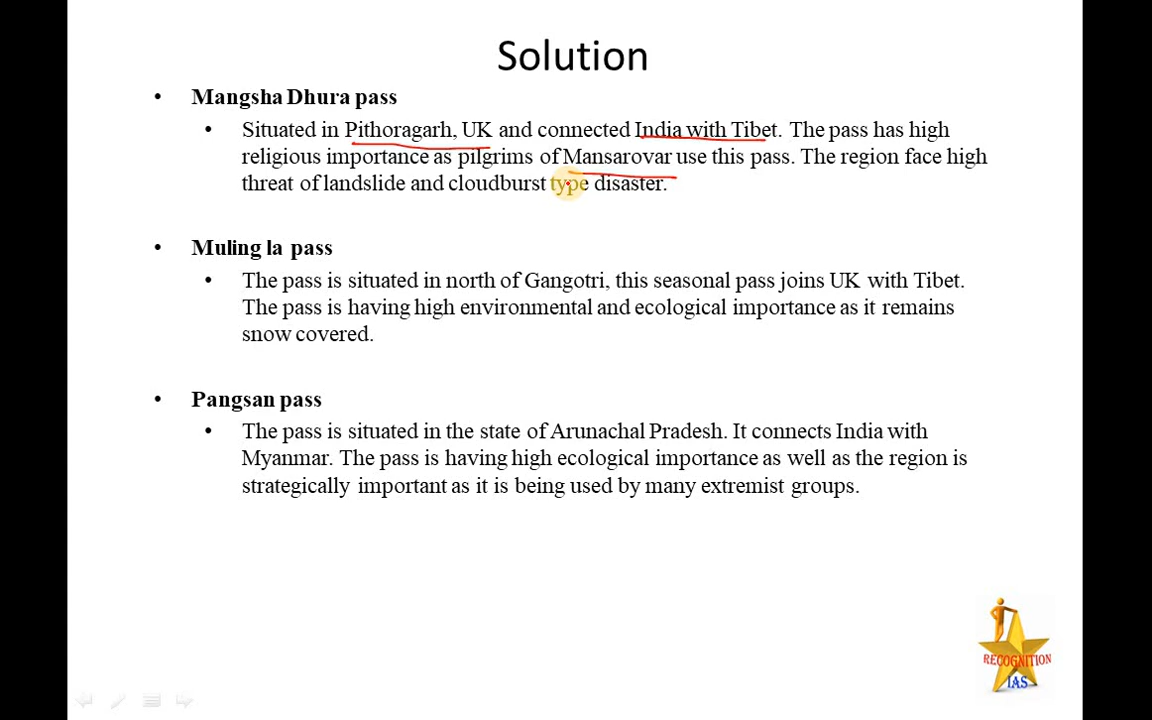 Solution
• Mangsha Dhura pass
• Situated in Pithoragarh, UK and connected India with Tibet. The pass has high
religious importance as pilgrims of Mansarovar use this pass. The region face high
threat of landslide and cloudburst type disaster.
• Muling la pass
• The pass is situated in north of Gangotri, this seasonal pass joins UK with Tibet.
The pass is having high environmental and ecological importance as it remains
snow covered.
• Pangsan pass
• The pass is situated in the state of Arunachal Pradesh. It connects India with
Myanmar. The pass is having high ecological importance as well as the region is
strategically important as it is being used by many extremist groups.
RECOGNITION
IAS